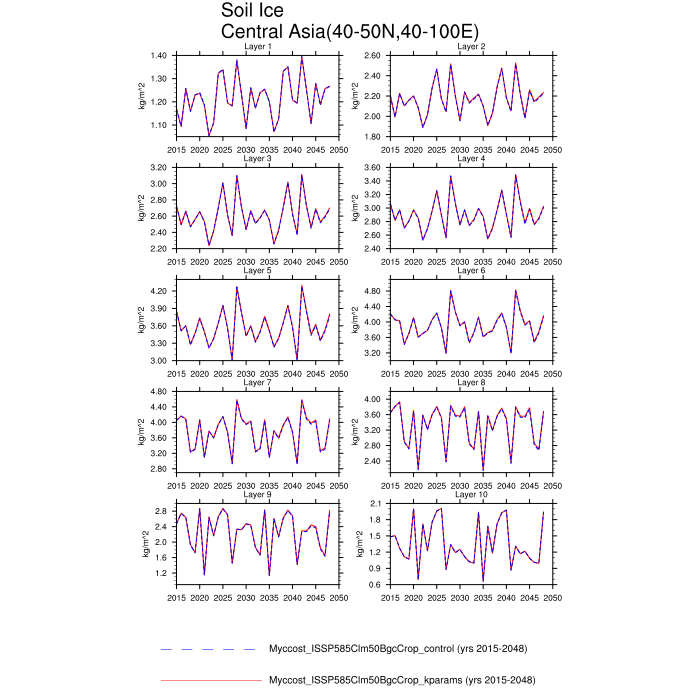 Soil Ice
Central Asia(40-50N,40-100E)
Layer 1
Layer 2
kg/m^2
1.40
1.30
1.20
1.10
2015 2020 2025 2030 2035 2040 2045 2050
kg/m^2
2.60
2.40
2.20
2.00
1.80
2015 2020 2025 2030 2035 2040 2045 2050
Layer 3
Layer 4
kg/m^2
3.20
3.00
2.80
2.60
2.40
2.20
2015 2020 2025 2030 2035 2040 2045 2050
kg/m^2
3.60
3.40
3.20
3.00
2.80
2.60
2.40
2015 2020 2025 2030 2035 2040 2045 2050
Layer 5
Layer 6
kg/m^2
4.20
3.90
3.60
3.30
3.00
2015 2020 2025 2030 2035 2040 2045 2050
kg/m^2
4.80
4.40
4.00
3.60
3.20
2015 2020 2025 2030 2035 2040 2045 2050
Layer 7
Layer 8
kg/m^2
4.80
4.40
4.00
3.60
3.20
2.80
2015 2020 2025 2030 2035 2040 2045 2050
kg/m^2
4.00
3.60
3.20
2.80
2.40
2015 2020 2025 2030 2035 2040 2045 2050
Layer 9
Layer 10
kg/m^2
2.8
2.4
2.0
1.6
1.2
2015 2020 2025 2030 2035 2040 2045 2050
kg/m^2
2.1
1.8
1.5
1.2
0.9
0.6
2015 2020 2025 2030 2035 2040 2045 2050
Myccost_ISSP585Clm50BgcCrop_control (yrs 2015-2048)
Myccost_ISSP585Clm50BgcCrop_kparams (yrs 2015-2048)